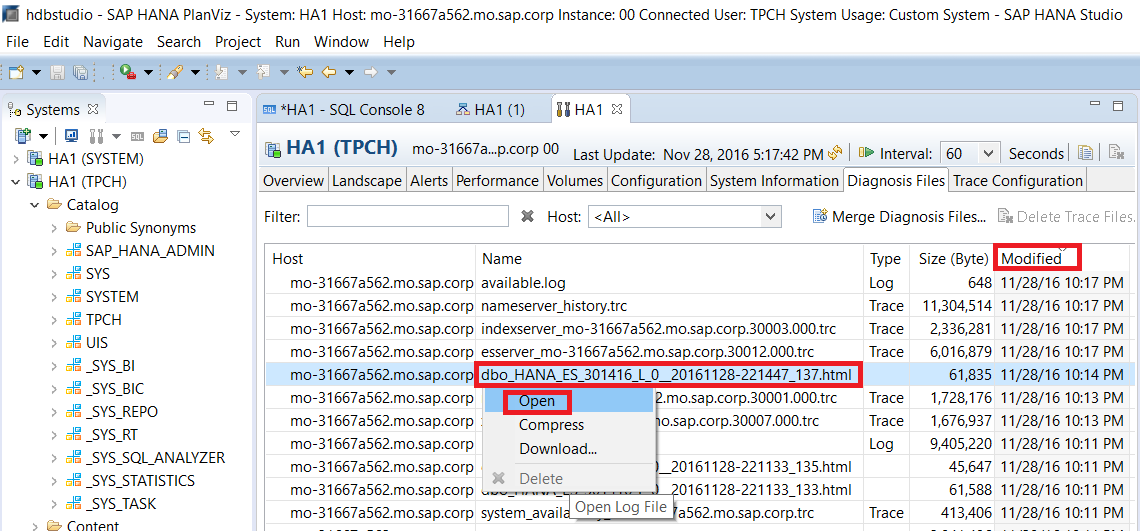 hdbstudio - SAP HANA PlanViz - System: HA1 Host: mo-31667a562.mo.sap.corp Instance: 00 Connected User: TPCH System Usage: Custom System - SAP HANA Studio
File Edit Navigate Search Project Run Window Help
Systems
HA1 (SYSTEM)
HA1 (TPCH)
Catalog
Public Synonyms
SAP_HANA_ADMIN
SYS
SYSTEM
TPCH
UIS
_SYS_BI
_SYS_BIC
_SYS_REPO
_SYS_RT
_SYS_SQL_ANALYZER
_SYS_STATISTICS
_SYS_TASK
Content
*HA1 - SQL Console 8 HA1 (1) HA1
HA1 (TPCH) mo-31667a...p.corp 00 Last Update: Nov 28, 2016 5:17:42 PM Interval: 60 Seconds
Overview Landscape Alerts Performance Volumes Configuration System Information Diagnosis Files Trace Configuration
Filter: Host: <All> Merge Diagnosis Files... Delete Trace Files.
Host Name Type Size (Byte) Modified
mo-31667a562.mo.sap.corp available.log Log 648 11/28/16 10:17 PM
mo-31667a562.mo.sap.corp nameserver_history.trc Trace 11,304,514 11/28/16 10:17 PM
mo-31667a562.mo.sap.corp indexserver_mo-31667a562.mo.sap.corp.30003.000.trc Trace 2,336,281 11/28/16 10:17 PM
mo-31667a562.mo.sap.corp esserver_mo-31667a562.mo.sap.corp.30012.000.trc Trace 6,016,879 11/28/16 10:17 PM
mo-31667a562.mo.sap.corp dbo_HANA_ES_301416_L_0__20161128-221447_137.html 61,835 11/28/16 10:14 PM
mo-31667a562.mo.sap.corp 2.mo.sap.corp.30001.000.trc Trace 1,728,176 11/28/16 10:13 PM
mo-31667a562.mo.sap.corp .mo.sap.corp.30007.000.trc Trace 1,676,937 11/28/16 10:13 PM
mo-31667a562.mo.sap.corp Log 9,405,220 11/28/16 10:11 PM
mo-31667a562.mo.sap.corp 0__20161128-221133_135.html 45,647 11/28/16 10:11 PM
mo-31667a562.mo.sap.corp 0__20161128-221133_133.html 61,588 11/28/16 10:11 PM
mo-31667a562.mo.sap.corp system_availab Trace 413,406 11/28/16 10:11 PM
Open
Compress
Download...
Delete
Open Log File